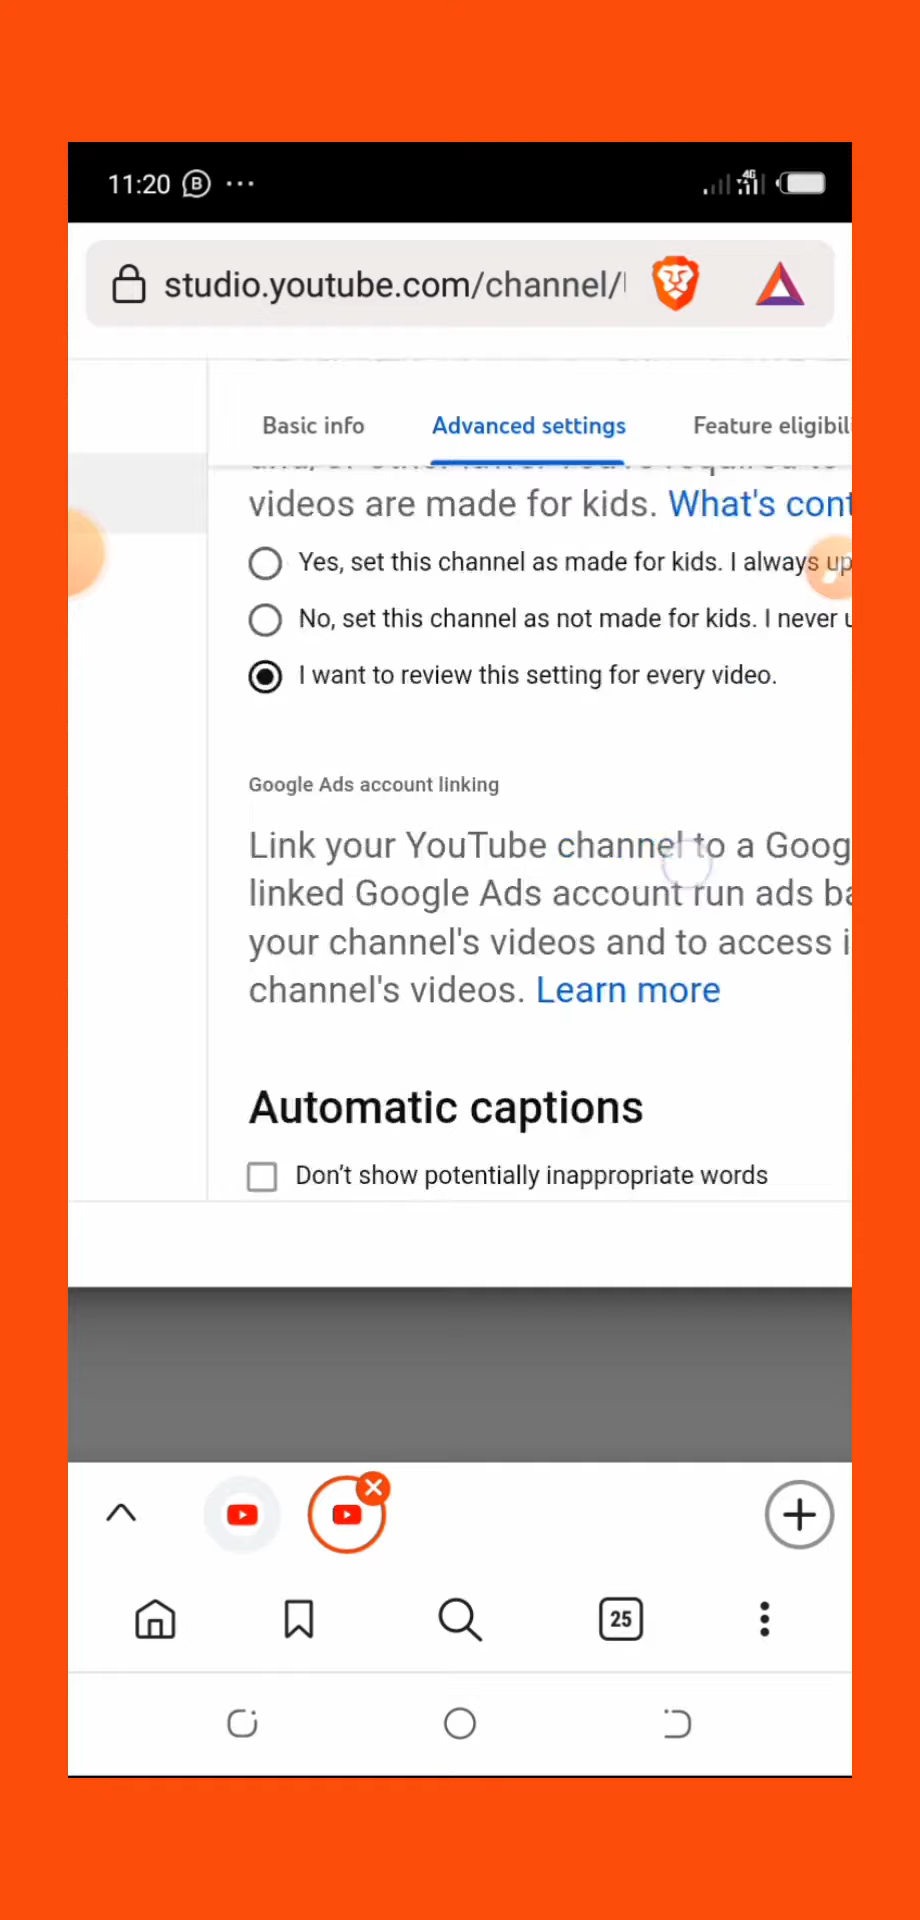 11:20
4G
studio.youtube.com/channel/
Basic info
Advanced settings
Feature eligibil
videos are made for kids. What's cont
Yes, set this channel as made for kids. I always up
No, set this channel as not made for kids. I never u
I want to review this setting for every video.
Google Ads account linking
Link your YouTube channel to a Goog
linked Google Ads account run ads ba
your channel's videos and to access i
channel's videos. Learn more
Automatic captions
Don't show potentially inappropriate words
25